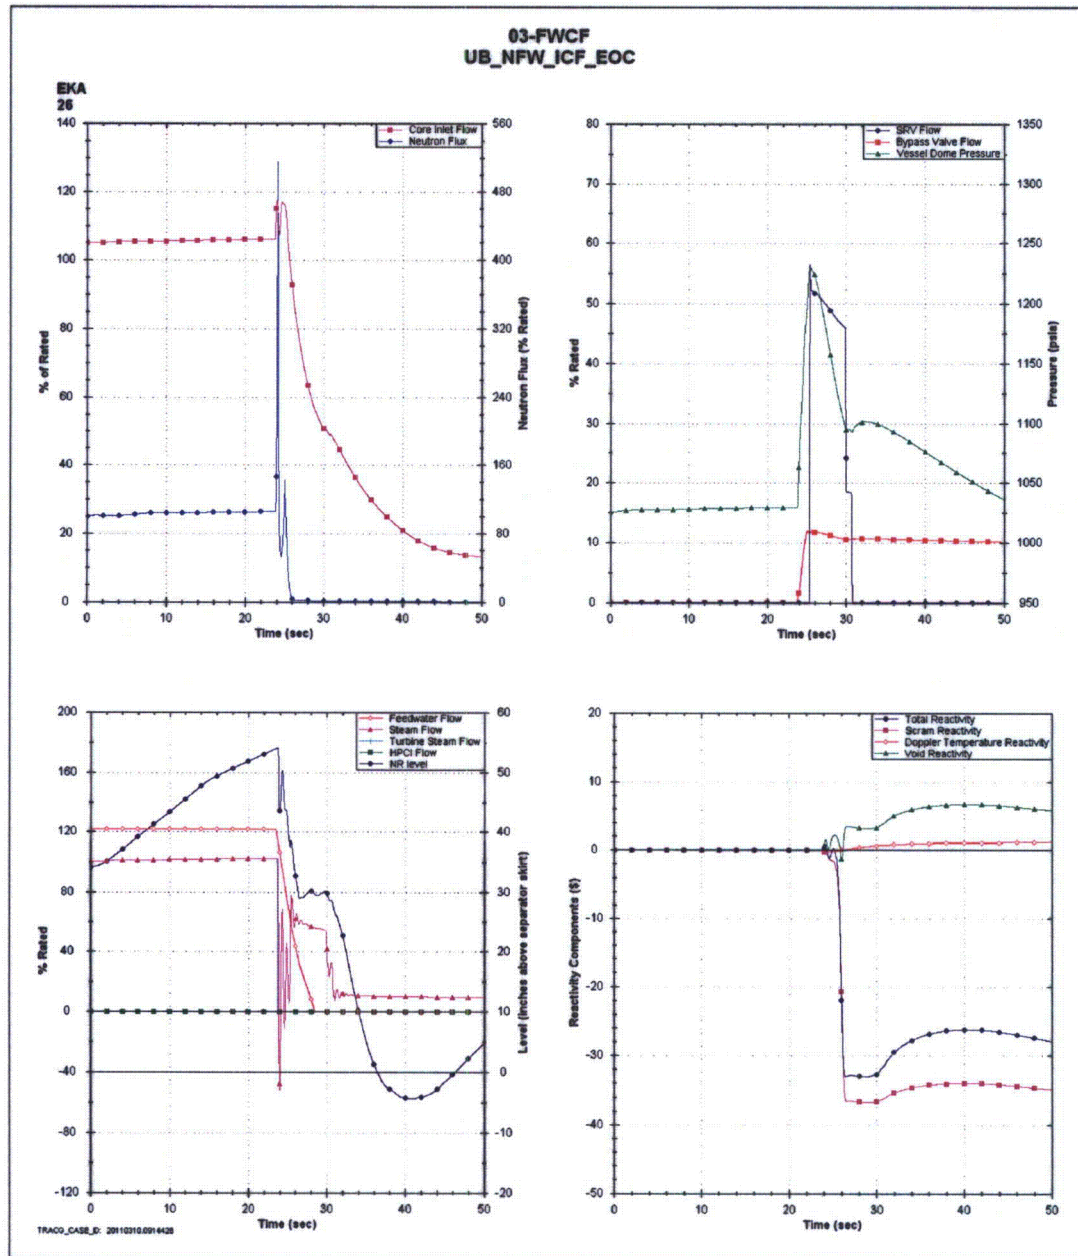 03-FWCF
UB_NFW_ICF_EOC
EKA
26
Core Inlet Flow
Neutron Flux
140
120
100
80
60
40
20
0
% of Rated
560
480
400
320
240
160
80
0
Neutron Flux (% Rated)
0 10 20 30 40 50
Time (sec)
SRV Flow
Bypass Valve Flow
Vessel Dome Pressure
80
70
60
50
40
30
20
10
0
% Rated
1350
1300
1250
1200
1150
1100
1050
1000
950
Pressure (psia)
0 10 20 30 40 50
Time (sec)
Feedwater Flow
Steam Flow
Turbine Steam Flow
HPCI Flow
NR level
200
160
120
80
40
0
-40
-80
-120
% Rated
60
50
40
30
20
10
0
-10
-20
Level (inches above separator skirt)
0 10 20 30 40 50
Time (sec)
Total Reactivity
Scram Reactivity
Doppler Temperature Reactivity
Void Reactivity
20
10
0
-10
-20
-30
-40
-50
Reactivity Components ($)
0 10 20 30 40 50
Time (sec)
TRACG_CASE_ID: 20110310.0914426